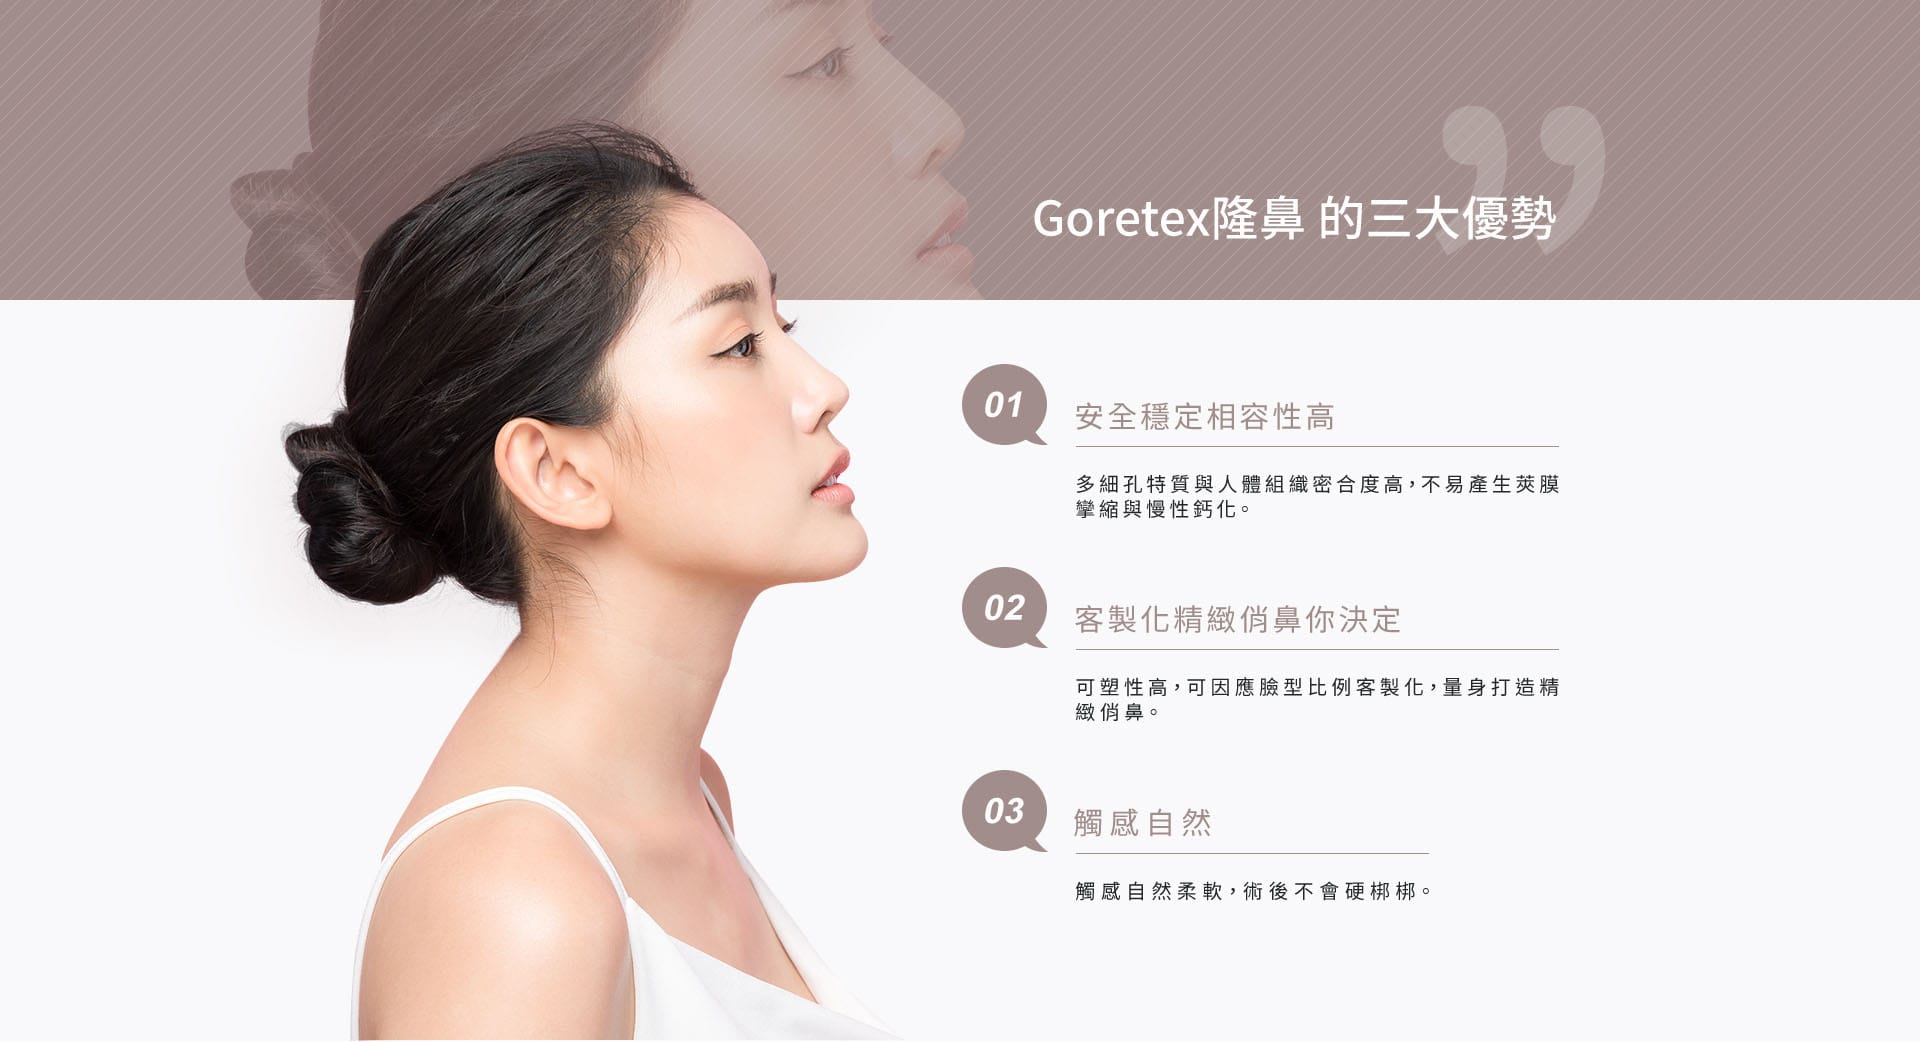 Goretex隆鼻 的三大優勢
01
安全穩定相容性高
多細孔特質與人體組織密合度高，不易產生莢膜
攣縮與慢性鈣化。
02
客製化精緻俏鼻你決定
可塑性高，可因應臉型比例客製化，量身打造精
緻俏鼻。
03
觸感自然
觸感自然柔軟，術後不會硬梆梆。